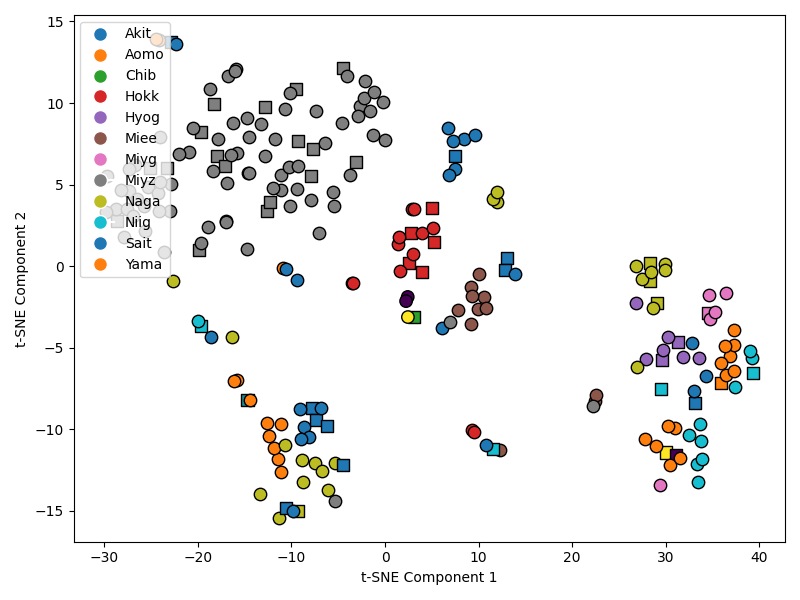 15
10
5
0
−5
−10
−15
−30
−20
−10
0
10
20
30
40
t-SNE Component 1
t-SNE Component 2
Akit
Aomo
Chib
Hokk
Hyog
Miee
Miyg
Miyz
Naga
Niig
Sait
Yama